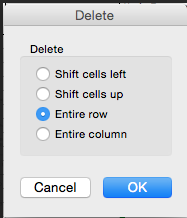 Delete
Delete
Shift cells left
Shift cells up
Entire row
Entire column
Cancel
OK